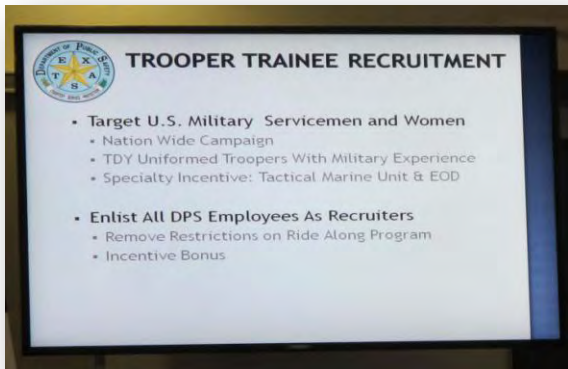 DEPARTMENT OF PUBLIC SAFETY
TEXAS
TROOPER TRAINEE RECRUITMENT
• Target U.S. Military Servicemen and Women
• Nation Wide Campaign
• TDY Uniformed Troopers With Military Experience
• Specialty Incentive: Tactical Marine Unit & EOD
• Enlist All DPS Employees As Recruiters
• Remove Restrictions on Ride Along Program
• Incentive Bonus